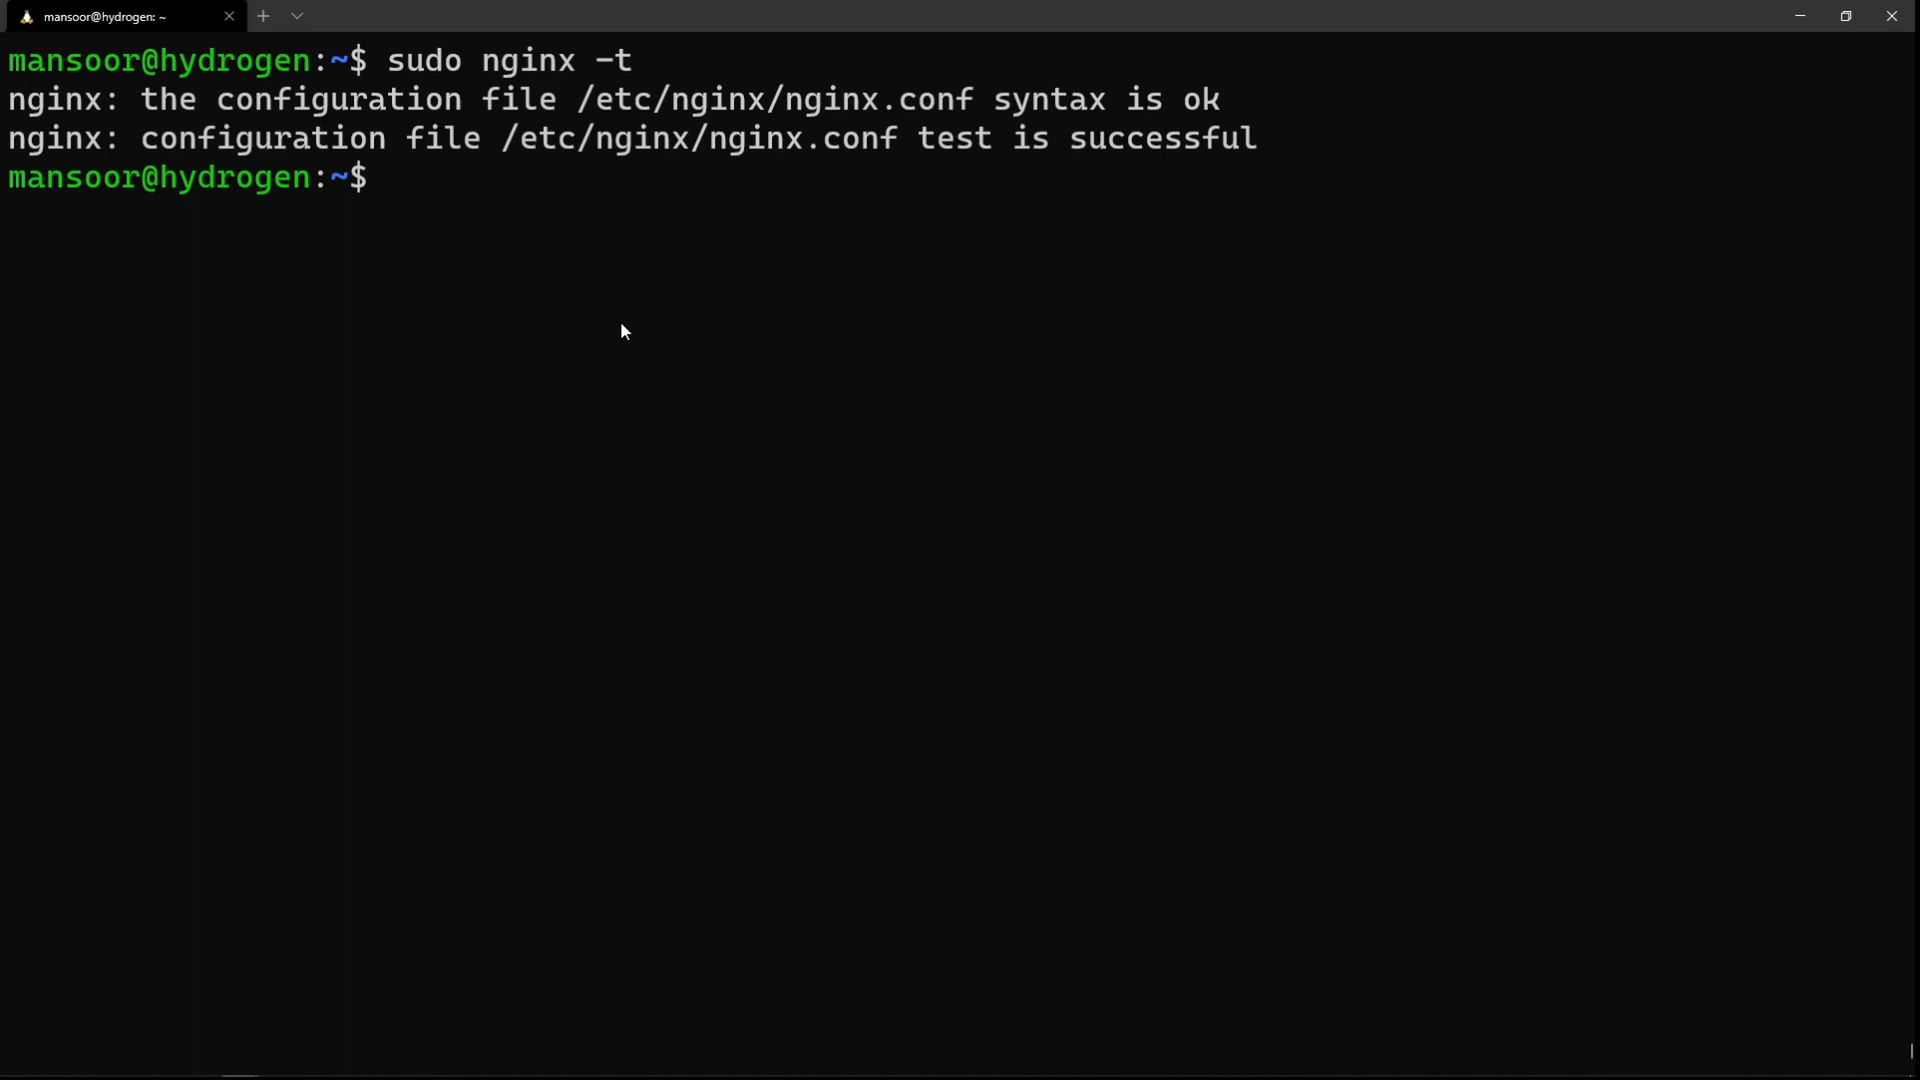 mansoor@hydrogen: ~
mansoor@hydrogen:~$ sudo nginx -t
nginx: the configuration file /etc/nginx/nginx.conf syntax is ok
nginx: configuration file /etc/nginx/nginx.conf test is successful
mansoor@hydrogen:~$